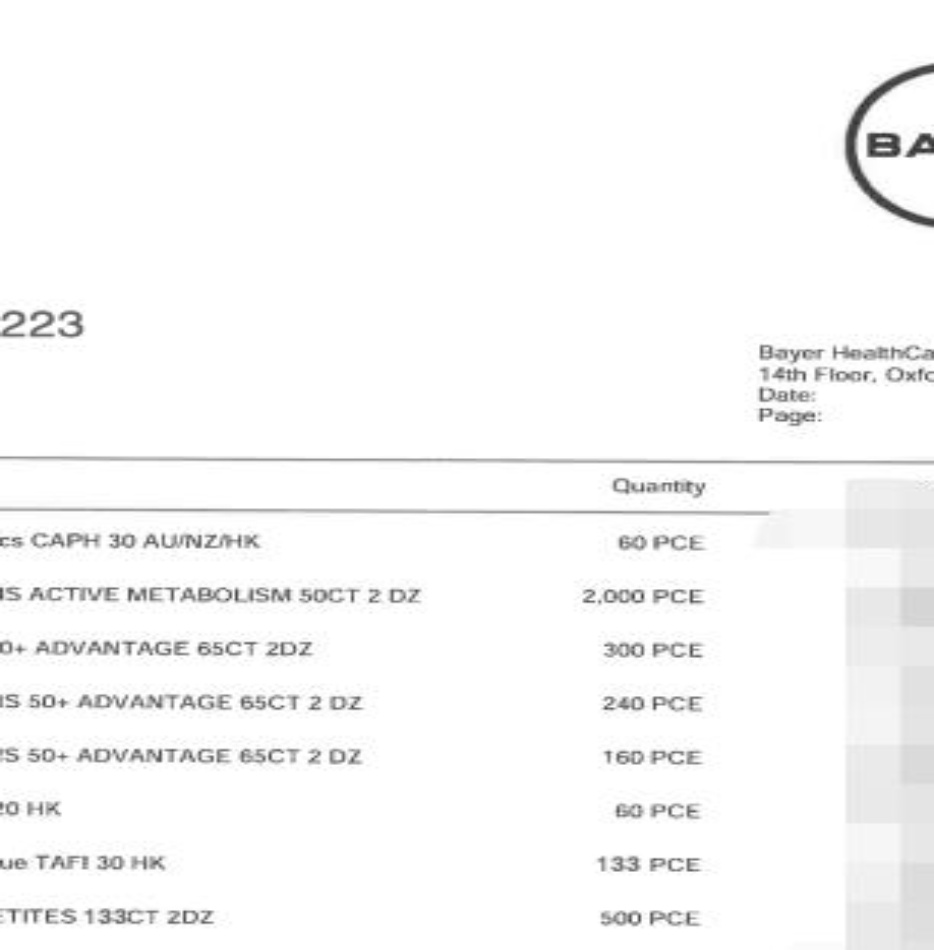 BA
223
Bayer HealthCa
14th Floor, Oxfo
Date:
Page:
Quantity
cs CAPH 30 AU/NZ/HK 60 PCE
IS ACTIVE METABOLISM 50CT 2 DZ 2,000 PCE
0+ ADVANTAGE 65CT 2DZ 300 PCE
IS 50+ ADVANTAGE 65CT 2 DZ 240 PCE
'S 50+ ADVANTAGE 65CT 2 DZ 160 PCE
20 HK 60 PCE
ue TAFI 30 HK 133 PCE
ETITES 133CT 2DZ 500 PCE